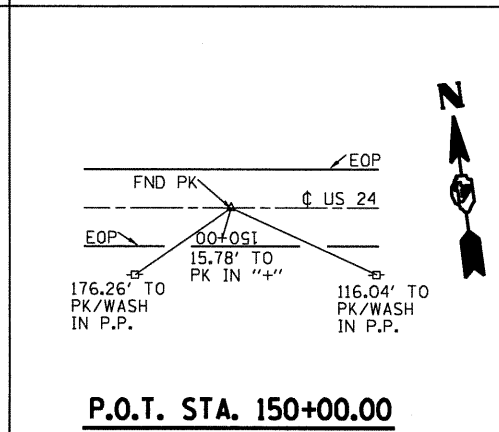 N
EOP
FND PK
℄ US 24
EOP
150+00
15.78' TO
PK IN "+"
176.26' TO
PK/WASH
IN P.P.
116.04' TO
PK/WASH
IN P.P.
P.O.T. STA. 150+00.00